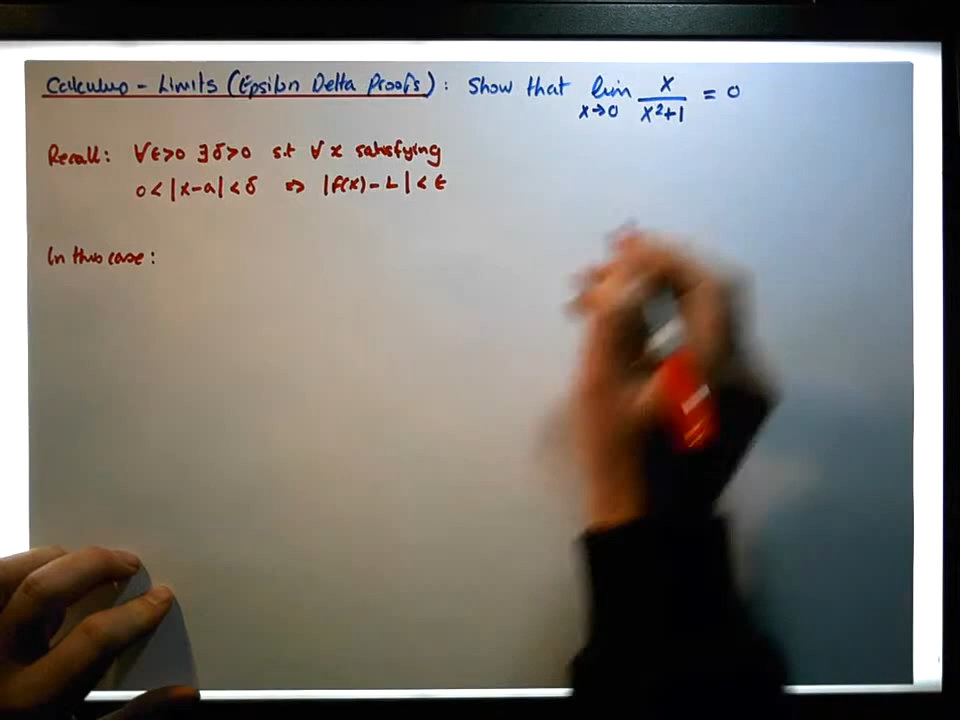 Calculus - Limits (Epsilon Delta Proofs): Show that lim x→0 x/(x²+1) = 0
Recall: ∀ε>0 ∃δ>0 s.t ∀x satisfying
0<|x-a|<δ ⇒ |f(x)-L|<ε
In this case: